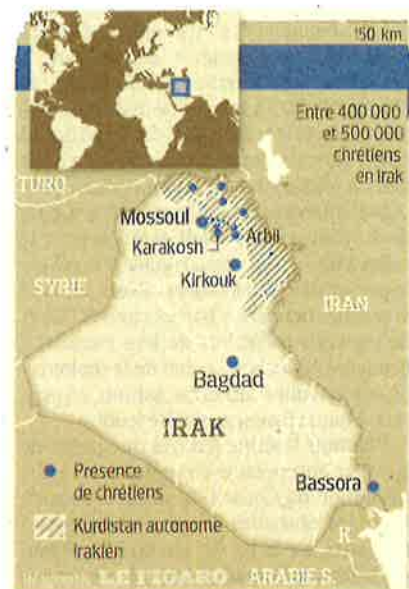 150 km
Entre 400 000
et 500 000
chrétiens
en Irak
TURQ.
Mossoul
Arbil
Karakosh
Kirkouk
SYRIE
IRAN
Bagdad
IRAK
Présence
de chrétiens
Bassora
Kurdistan autonome
irakien
K.
LE FIGARO
ARABIE S.